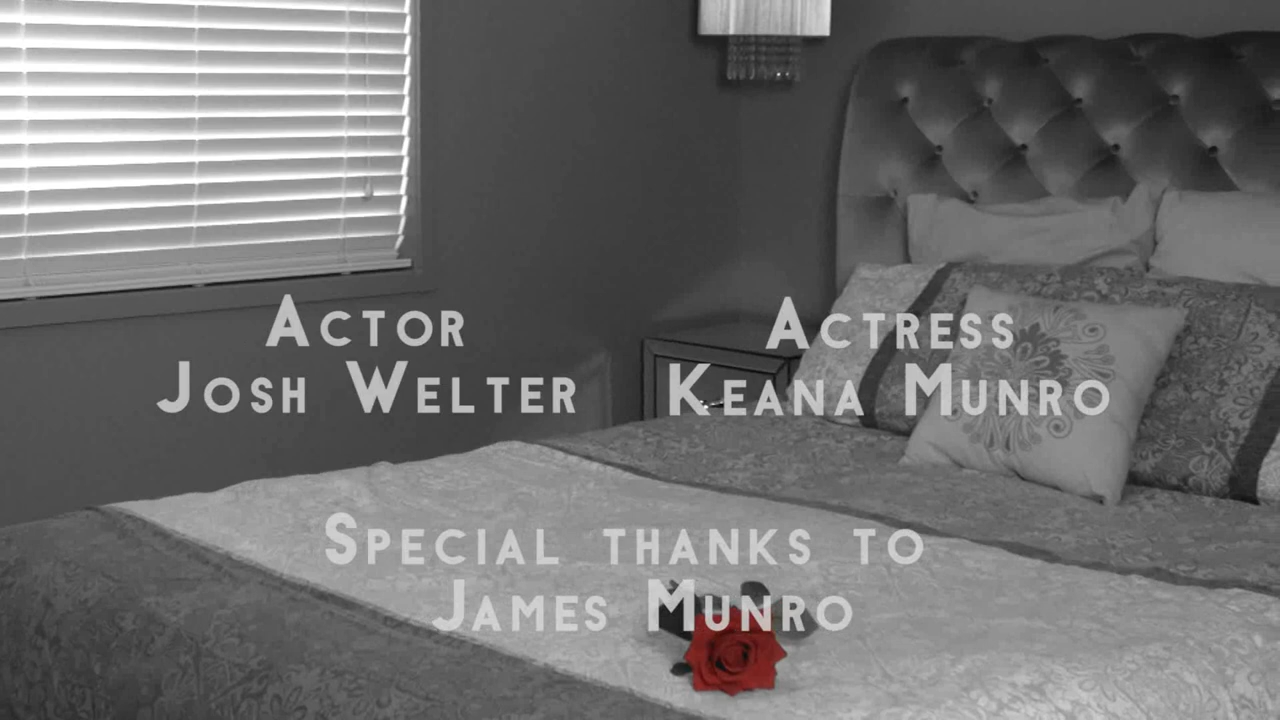 Actor
Josh Welter
Actress
Keana Munro
Special thanks to
James Munro